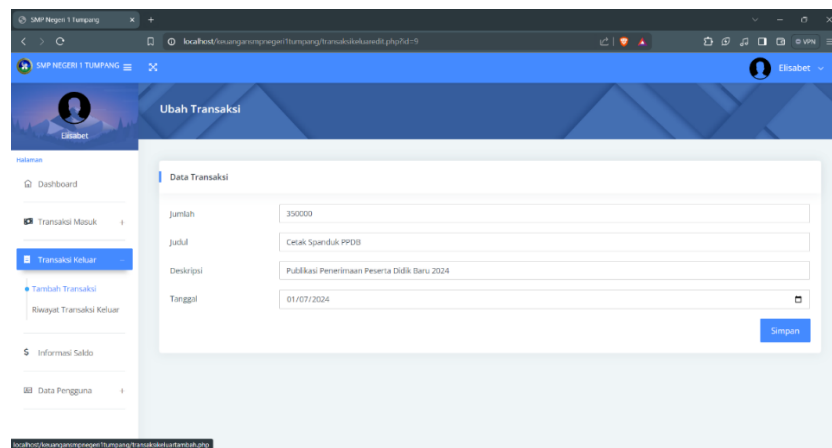 SMP Negeri 1 Tumpang
localhost/keuangansmpnegeri1tumpang/transaksikeluaredit.php?id=9
VPN
SMP NEGERI 1 TUMPANG
Elisabet
Elisabet
Ubah Transaksi
Halaman
Dashboard
Transaksi Masuk +
Transaksi Keluar −
Tambah Transaksi
Riwayat Transaksi Keluar
$ Informasi Saldo
Data Pengguna +
Data Transaksi
Jumlah 350000
Judul Cetak Spanduk PPDB
Deskripsi Publikasi Penerimaan Peserta Didik Baru 2024
Tanggal 01/07/2024
Simpan
localhost/keuangansmpnegeri1tumpang/transaksikeluartambah.php